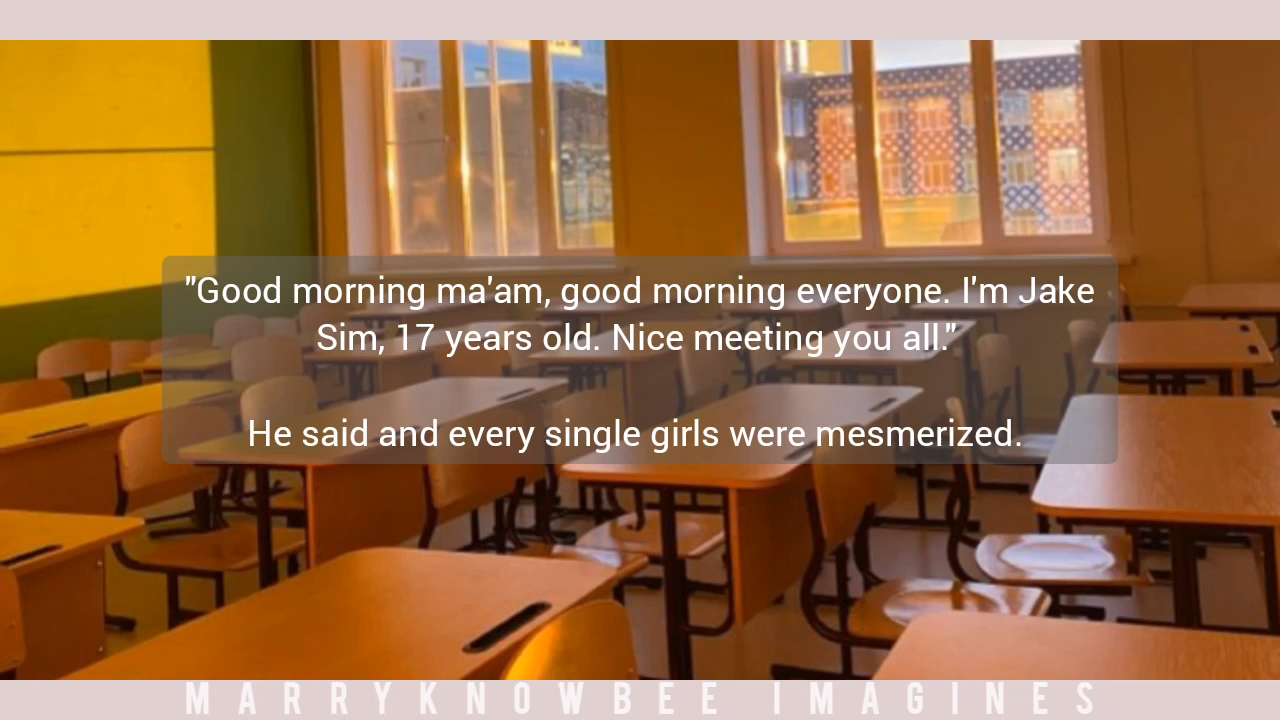 "Good morning ma'am, good morning everyone. I'm Jake
Sim, 17 years old. Nice meeting you all."
He said and every single girls were mesmerized.
MARRYKNOWBEE IMAGINES